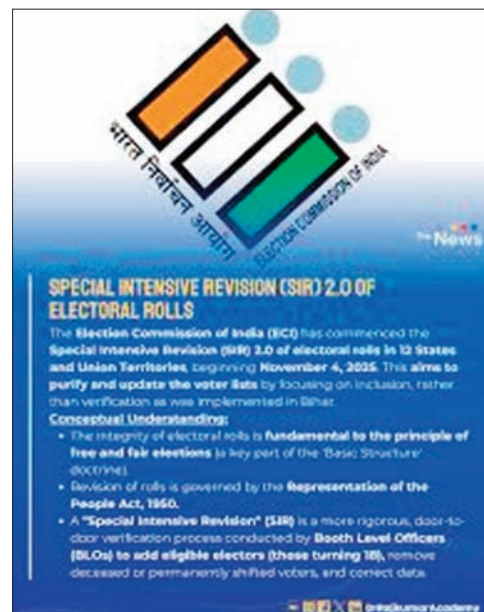 भारत निर्वाचन आयोग
ELECTION COMMISSION OF INDIA
The News
SPECIAL INTENSIVE REVISION (SIR) 2.0 OF
ELECTORAL ROLLS
The Election Commission of India (ECI) has commenced the
Special Intensive Revision (SIR) 2.0 of electoral rolls in 12 States
and Union Territories, beginning November 4, 2025. This aims to
purify and update the voter lists by focusing on inclusion, rather
than verification as was implemented in Bihar.
Conceptual Understanding:
• The integrity of electoral rolls is fundamental to the principle of
free and fair elections (a key part of the 'Basic Structure'
doctrine).
• Revision of rolls is governed by the Representation of the
People Act, 1950.
• A "Special Intensive Revision" (SIR) is a more rigorous, door-to-
door verification process conducted by Booth Level Officers
(BLOs) to add eligible electors (those turning 18), remove
deceased or permanently shifted voters, and correct data.